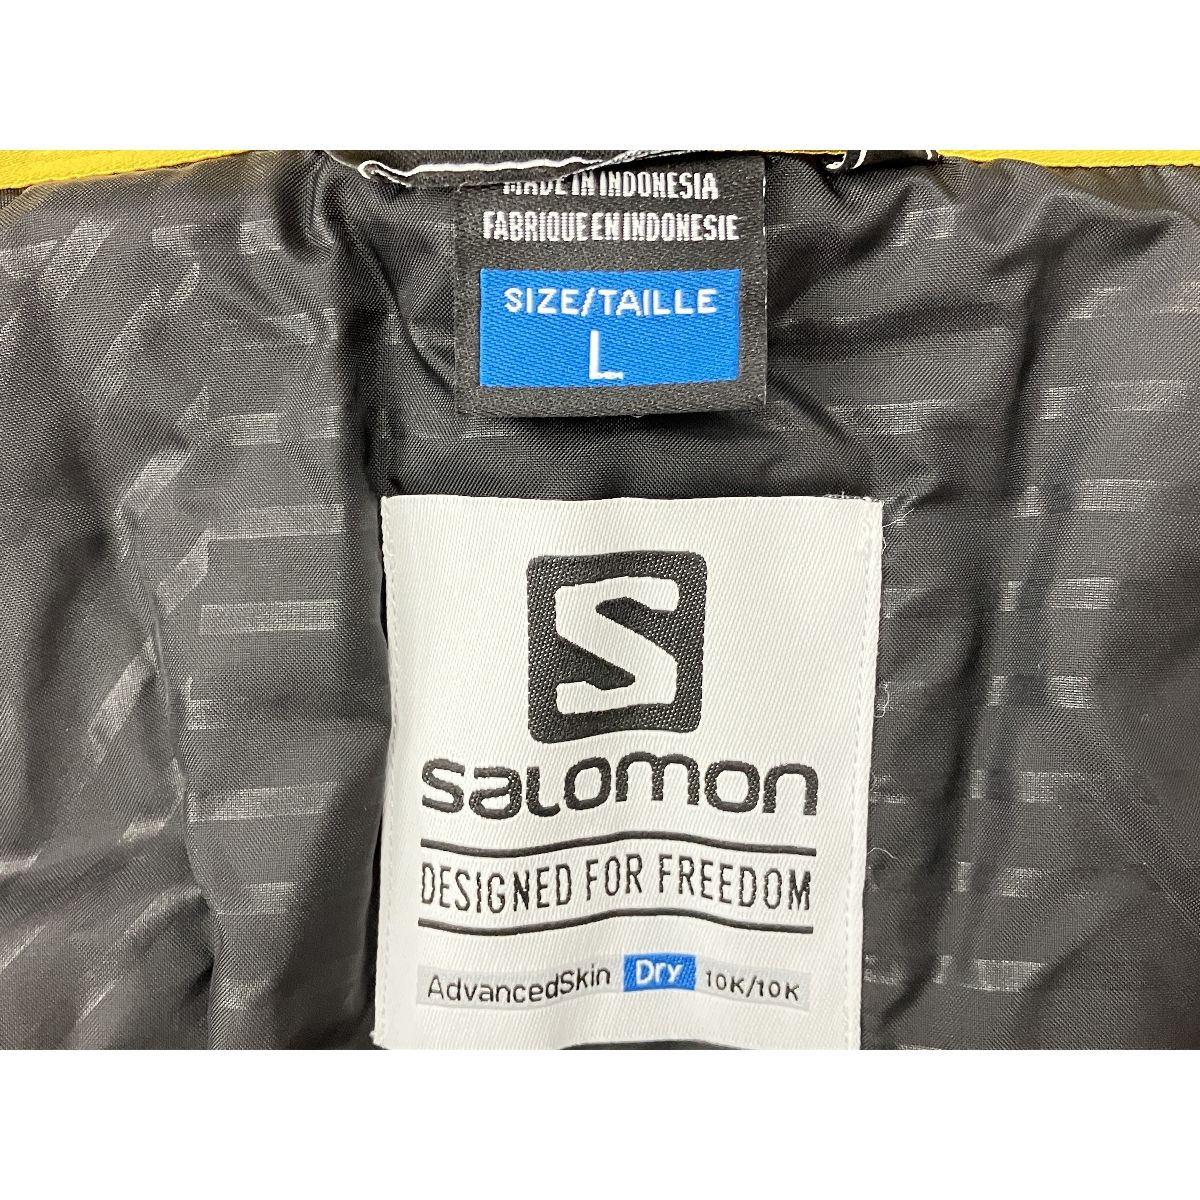 MADE IN INDONESIA
FABRIQUE EN INDONESIE
SIZE/TAILLE
L
S
SALOMON
DESIGNED FOR FREEDOM
AdvancedSkin Dry 10K/10K